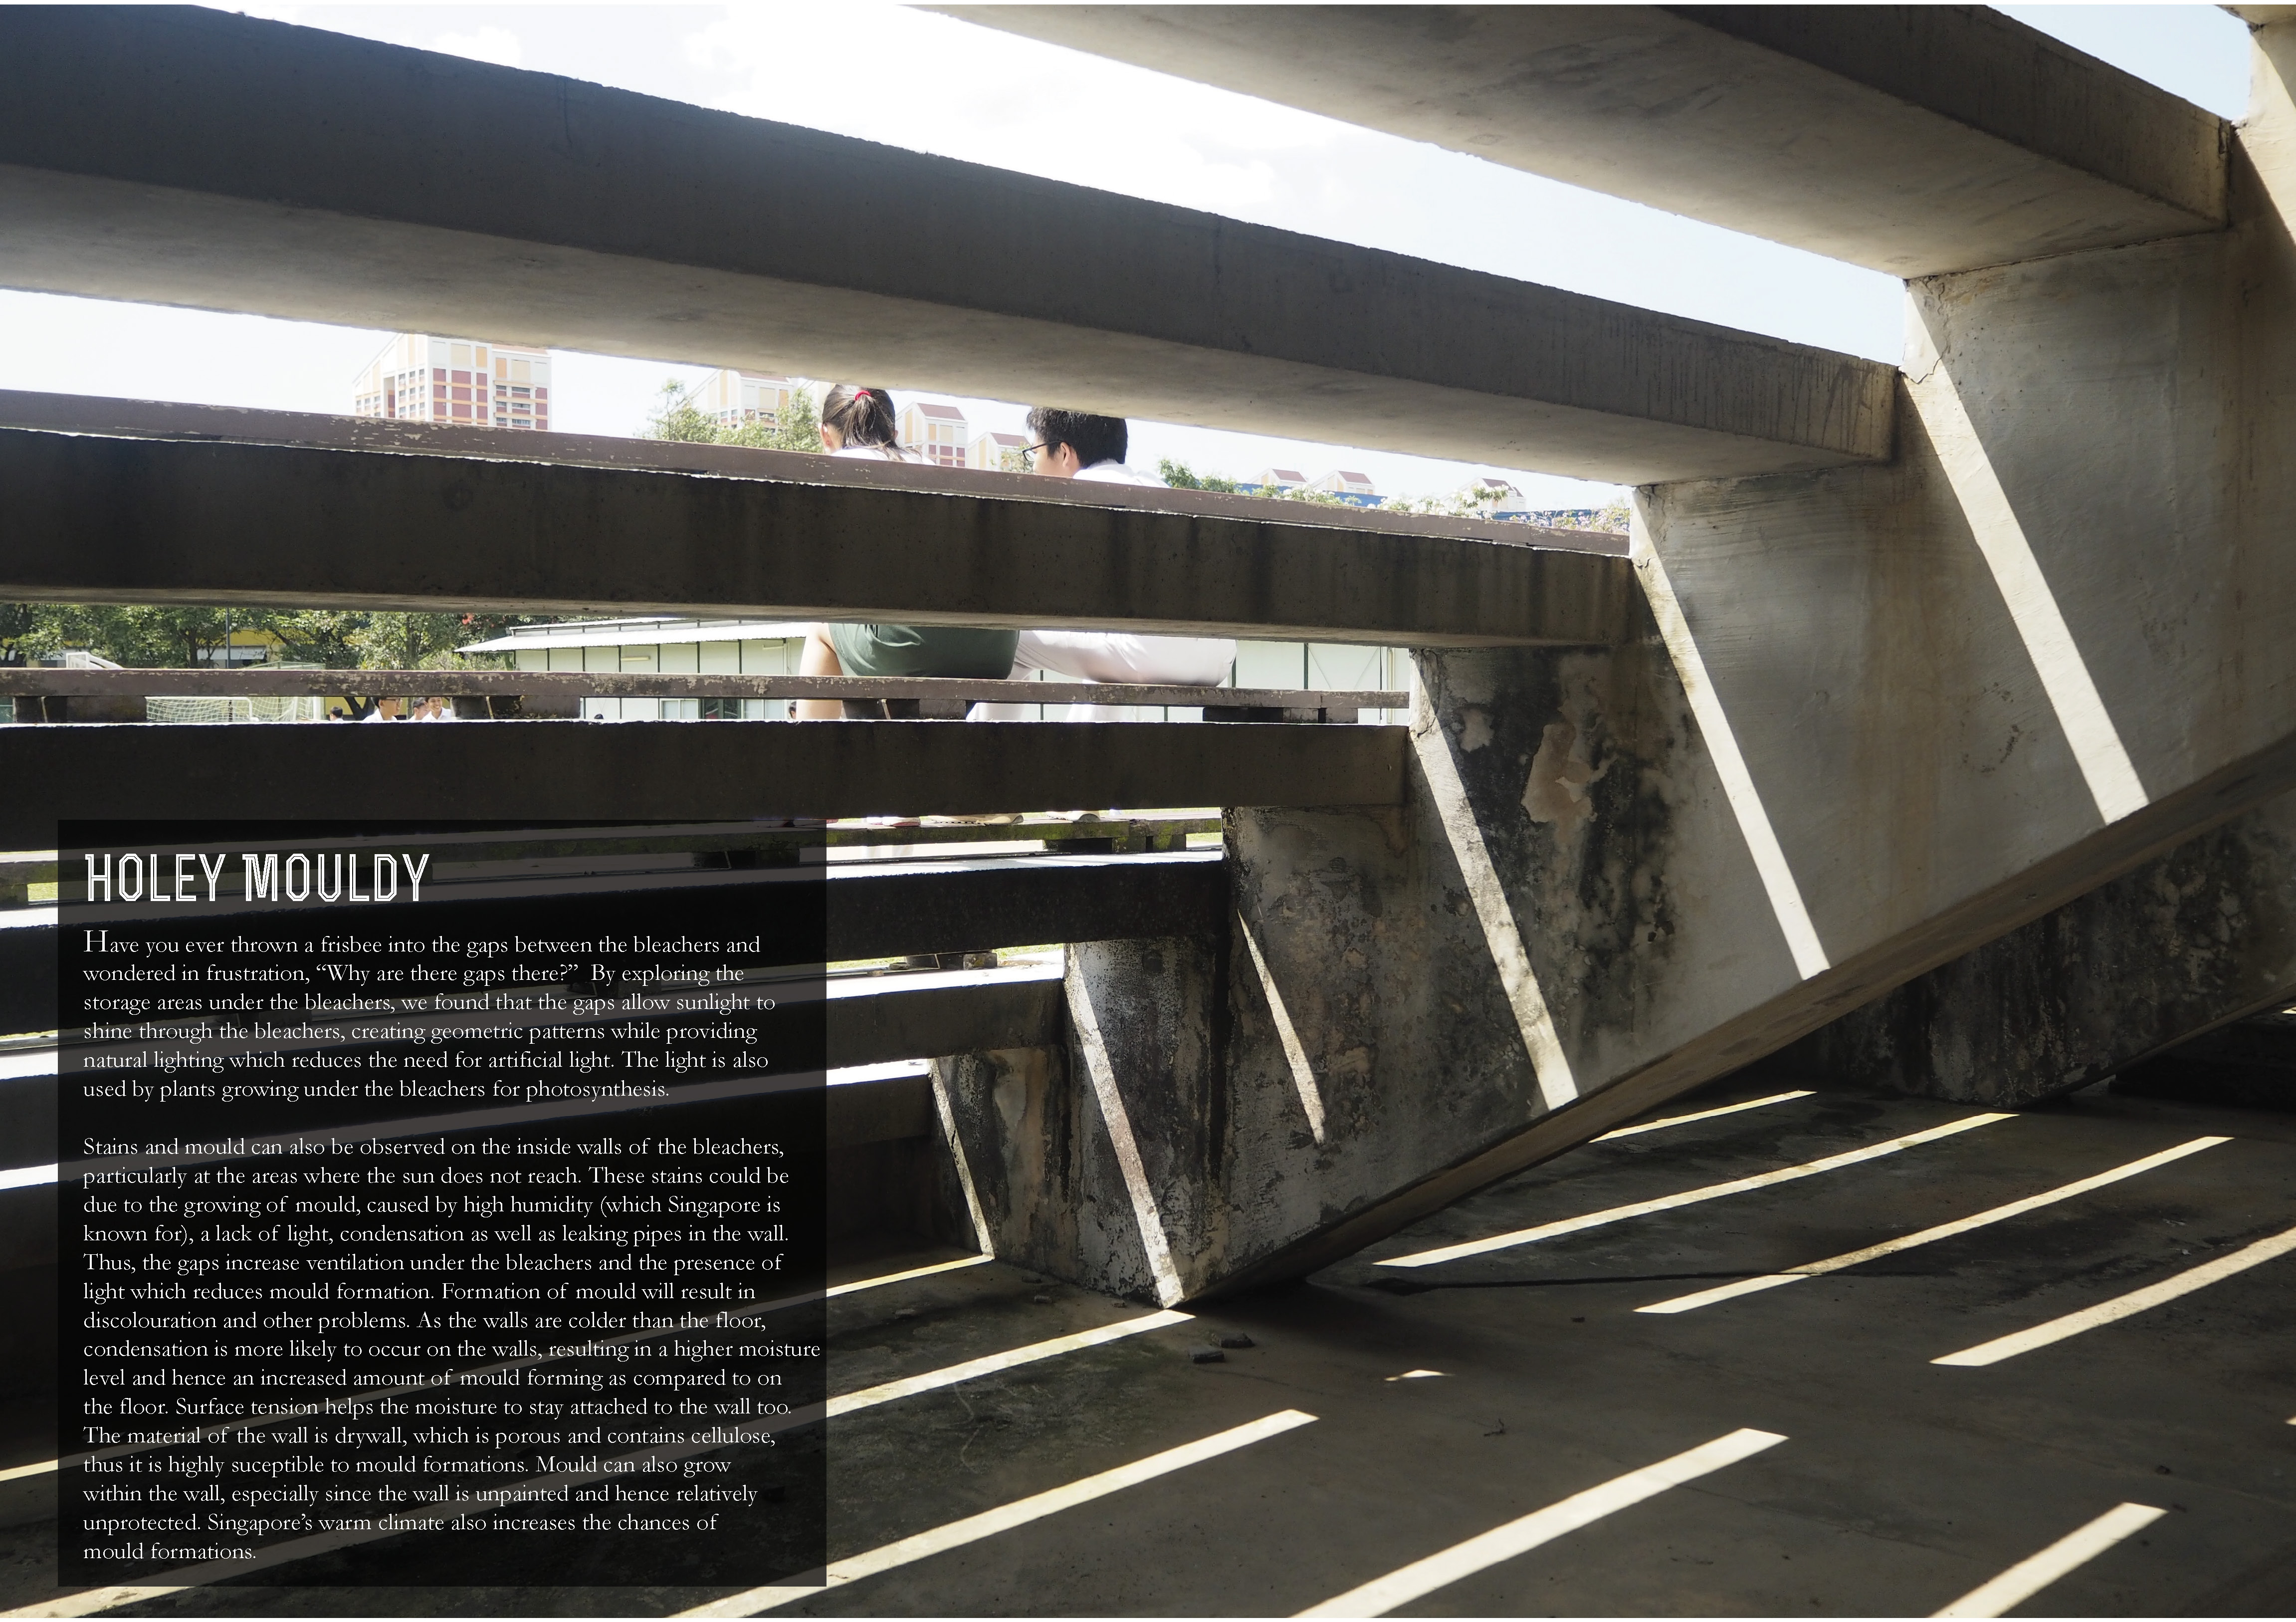 HOLEY MOULDY
Have you ever thrown a frisbee into the gaps between the bleachers and
wondered in frustration, “Why are there gaps there?”  By exploring the
storage areas under the bleachers, we found that the gaps allow sunlight to
shine through the bleachers, creating geometric patterns while providing
natural lighting which reduces the need for artificial light. The light is also
used by plants growing under the bleachers for photosynthesis.
Stains and mould can also be observed on the inside walls of the bleachers,
particularly at the areas where the sun does not reach. These stains could be
due to the growing of mould, caused by high humidity (which Singapore is
known for), a lack of light, condensation as well as leaking pipes in the wall.
Thus, the gaps increase ventilation under the bleachers and the presence of
light which reduces mould formation. Formation of mould will result in
discolouration and other problems. As the walls are colder than the floor,
condensation is more likely to occur on the walls, resulting in a higher moisture
level and hence an increased amount of mould forming as compared to on
the floor. Surface tension helps the moisture to stay attached to the wall too.
The material of the wall is drywall, which is porous and contains cellulose,
thus it is highly suceptible to mould formations. Mould can also grow
within the wall, especially since the wall is unpainted and hence relatively
unprotected. Singapore’s warm climate also increases the chances of
mould formations.